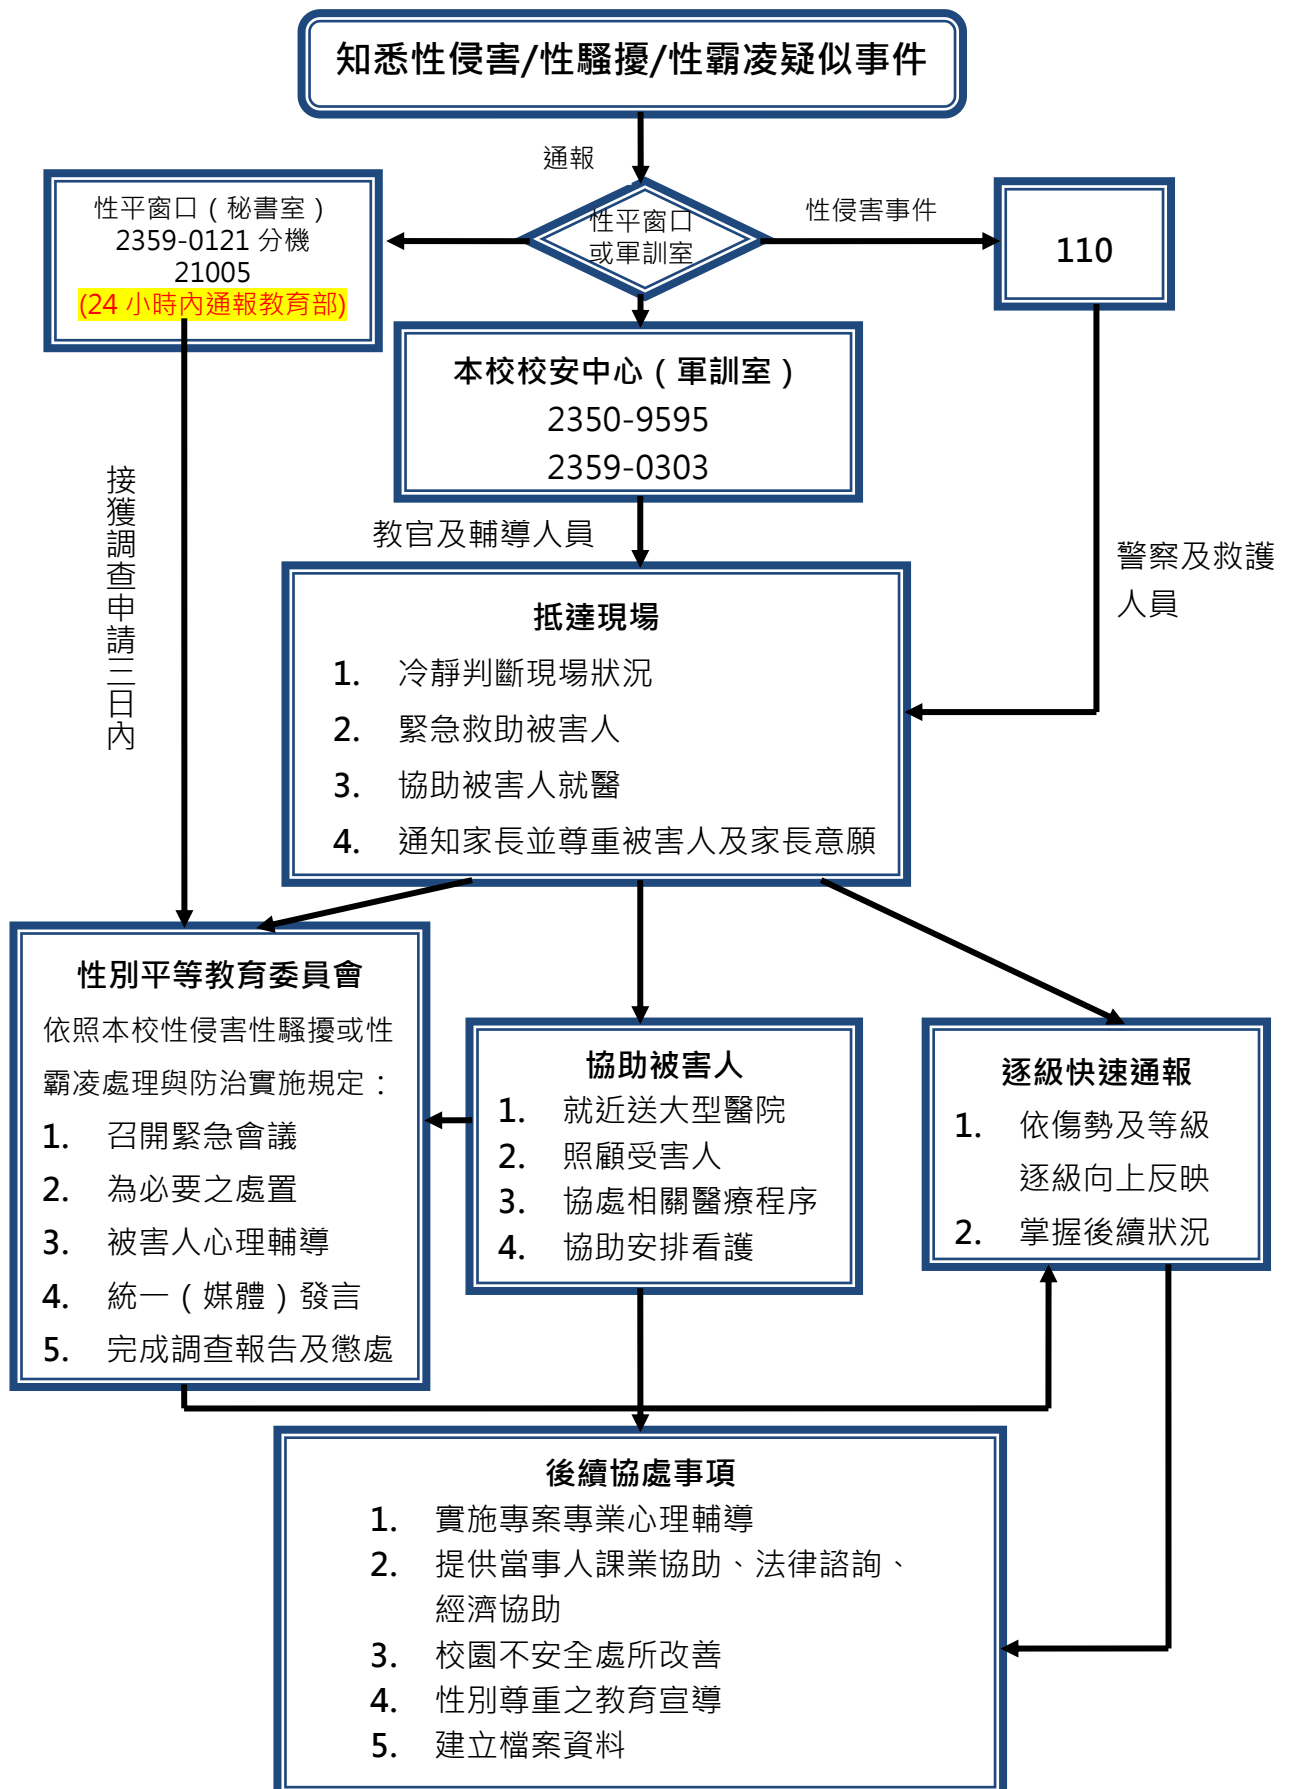 知悉性侵害/性騷擾/性霸凌疑似事件
通報
性平窗口（秘書室）
2359-0121 分機
21005
(24 小時內通報教育部)
性平窗口
或軍訓室
性侵害事件
110
本校校安中心（軍訓室）
2350-9595
2359-0303
接獲調查申請三日內
教官及輔導人員
警察及救護
人員
抵達現場
1. 冷靜判斷現場狀況
2. 緊急救助被害人
3. 協助被害人就醫
4. 通知家長並尊重被害人及家長意願
性別平等教育委員會
依照本校性侵害性騷擾或性
霸凌處理與防治實施規定：
1. 召開緊急會議
2. 為必要之處置
3. 被害人心理輔導
4. 統一（媒體）發言
5. 完成調查報告及懲處
協助被害人
1. 就近送大型醫院
2. 照顧受害人
3. 協處相關醫療程序
4. 協助安排看護
逐級快速通報
1. 依傷勢及等級
逐級向上反映
2. 掌握後續狀況
後續協處事項
1. 實施專案專業心理輔導
2. 提供當事人課業協助、法律諮詢、
經濟協助
3. 校園不安全處所改善
4. 性別尊重之教育宣導
5. 建立檔案資料